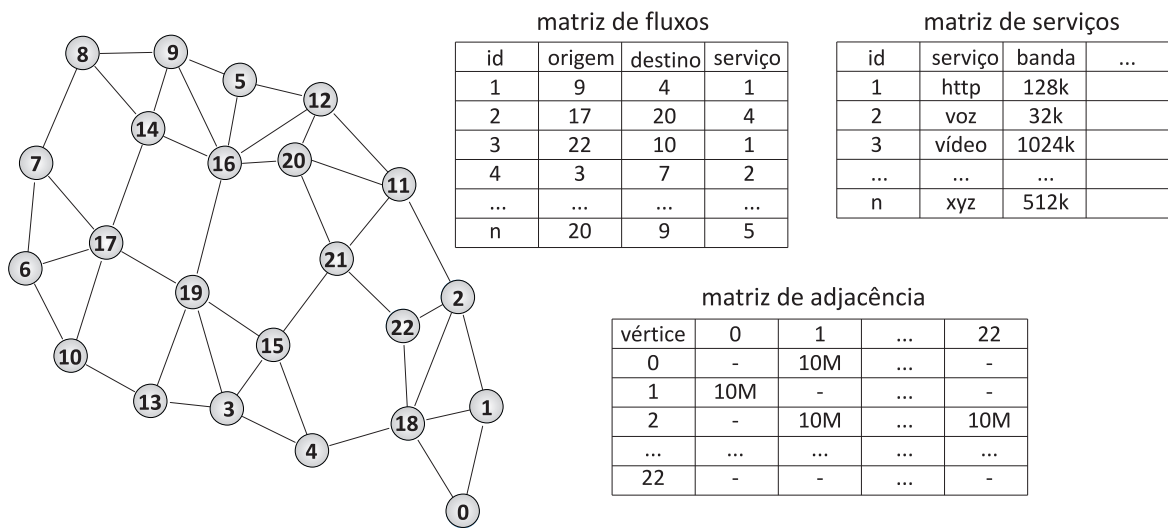 matriz de fluxos
id origem destino serviço
1 9 4 1
2 17 20 4
3 22 10 1
4 3 7 2
... ... ... ...
n 20 9 5
matriz de serviços
id serviço banda ...
1 http 128k
2 voz 32k
3 vídeo 1024k
... ... ...
n xyz 512k
matriz de adjacência
vértice 0 1 ... 22
0 - 10M ... -
1 10M - ... -
2 - 10M ... 10M
... ... ... ... ...
22 - - ... -
8
9
5
12
14
16
20
7
11
17
21
6
19
2
22
15
10
13
3
1
18
4
0